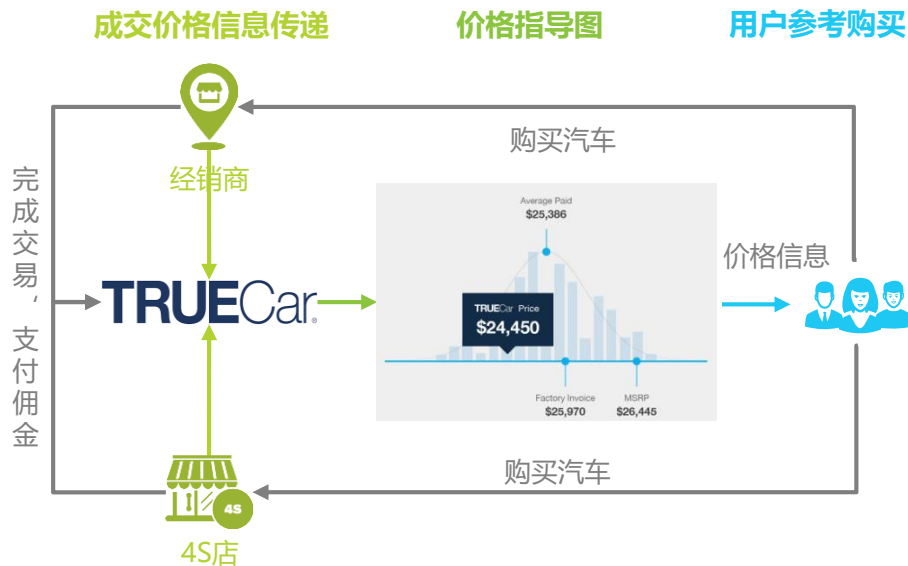 成交价格信息传递
价格指导图
用户参考购买
购买汽车
经销商
完成交易，支付佣金
Average Paid
$25,386
价格信息
TRUECar®
TRUECar Price
$24,450
Factory Invoice
$25,970
MSRP
$26,445
购买汽车
4S
4S店